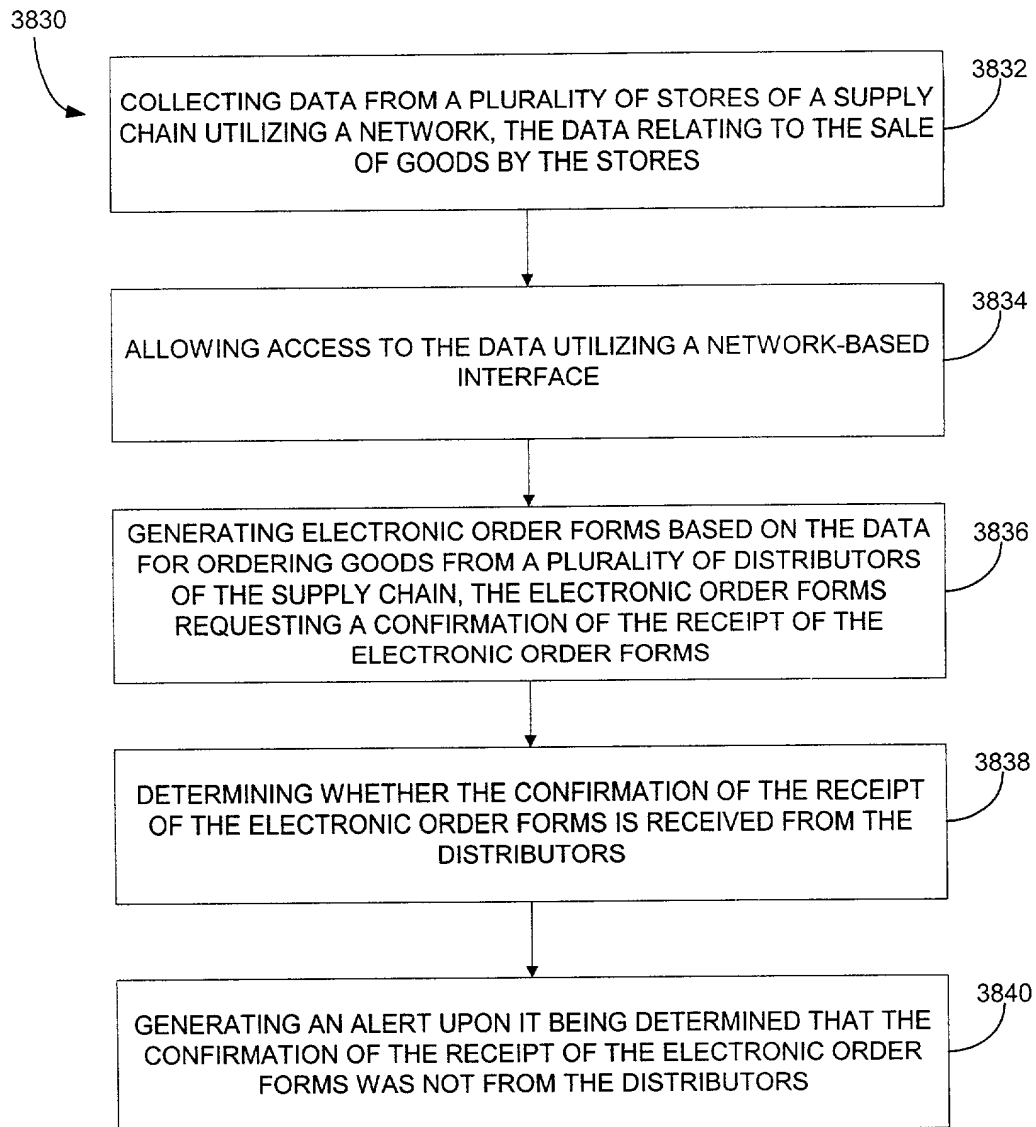 3830
3832
COLLECTING DATA FROM A PLURALITY OF STORES OF A SUPPLY
CHAIN UTILIZING A NETWORK, THE DATA RELATING TO THE SALE
OF GOODS BY THE STORES
3834
ALLOWING ACCESS TO THE DATA UTILIZING A NETWORK-BASED
INTERFACE
3836
GENERATING ELECTRONIC ORDER FORMS BASED ON THE DATA
FOR ORDERING GOODS FROM A PLURALITY OF DISTRIBUTORS
OF THE SUPPLY CHAIN, THE ELECTRONIC ORDER FORMS
REQUESTING A CONFIRMATION OF THE RECEIPT OF THE
ELECTRONIC ORDER FORMS
3838
DETERMINING WHETHER THE CONFIRMATION OF THE RECEIPT
OF THE ELECTRONIC ORDER FORMS IS RECEIVED FROM THE
DISTRIBUTORS
3840
GENERATING AN ALERT UPON IT BEING DETERMINED THAT THE
CONFIRMATION OF THE RECEIPT OF THE ELECTRONIC ORDER
FORMS WAS NOT FROM THE DISTRIBUTORS